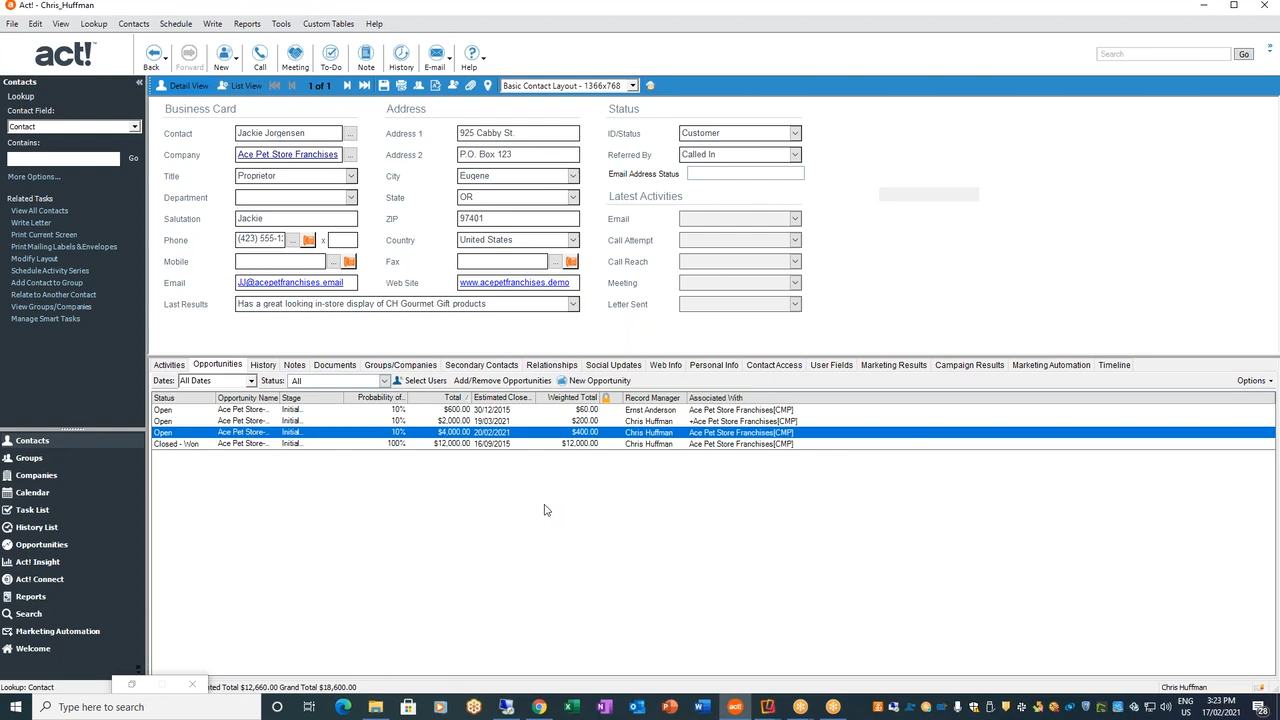 Act! - Chris_Huffman
File Edit View Lookup Contacts Schedule Write Reports Tools Custom Tables Help
act!
Back Forward New Call Meeting To-Do Note History E-mail Help
Search Go
Contacts
Detail View List View 1 of 1 Basic Contact Layout - 1366x768
Lookup
Contact Field:
Contact
Contains:
Go
More Options...
Related Tasks
View All Contacts
Write Letter
Print Current Screen
Print Mailing Labels & Envelopes
Modify Layout
Schedule Activity Series
Add Contact to Group
Relate to Another Contact
View Groups/Companies
Manage Smart Tasks
Business Card Address Status
Contact Jackie Jorgensen ... Address 1 925 Cabby St. ID/Status Customer
Company Ace Pet Store Franchises ... Address 2 P.O. Box 123 Referred By Called In
Title Proprietor City Eugene Email Address Status
Department State OR Latest Activities
Salutation Jackie ZIP 97401 Email
Phone (423) 555-1 ... x Country United States Call Attempt
Mobile ... Fax ... Call Reach
Email JJ@acepetfranchises.email Web Site www.acepetfranchises.demo Meeting
Last Results Has a great looking in-store display of CH Gourmet Gift products Letter Sent
Activities Opportunities History Notes Documents Groups/Companies Secondary Contacts Relationships Social Updates Web Info Personal Info Contact Access User Fields Marketing Results Campaign Results Marketing Automation Timeline
Dates: All Dates Status: All Select Users Add/Remove Opportunities New Opportunity Options
Status Opportunity Name Stage Probability of... Total Estimated Close... Weighted Total Record Manager Associated With
Open Ace Pet Store-... Initial... 10% $600.00 30/12/2015 $60.00 Ernst Anderson Ace Pet Store Franchises[CMP]
Open Ace Pet Store-... Initial... 10% $2,000.00 19/03/2021 $200.00 Chris Huffman +Ace Pet Store Franchises[CMP]
Open Ace Pet Store-... Initial... 10% $4,000.00 20/02/2021 $400.00 Chris Huffman Ace Pet Store Franchises[CMP]
Closed - Won Ace Pet Store-... Initial... 100% $12,000.00 16/09/2015 $12,000.00 Chris Huffman Ace Pet Store Franchises[CMP]
Contacts
Groups
Companies
Calendar
Task List
History List
Opportunities
Act! Insight
Act! Connect
Reports
Search
Marketing Automation
Welcome
Lookup: Contact Total $12,660.00 Grand Total $18,600.00 Chris Huffman
Type here to search
ENG
US
3:23 PM
17/02/2021